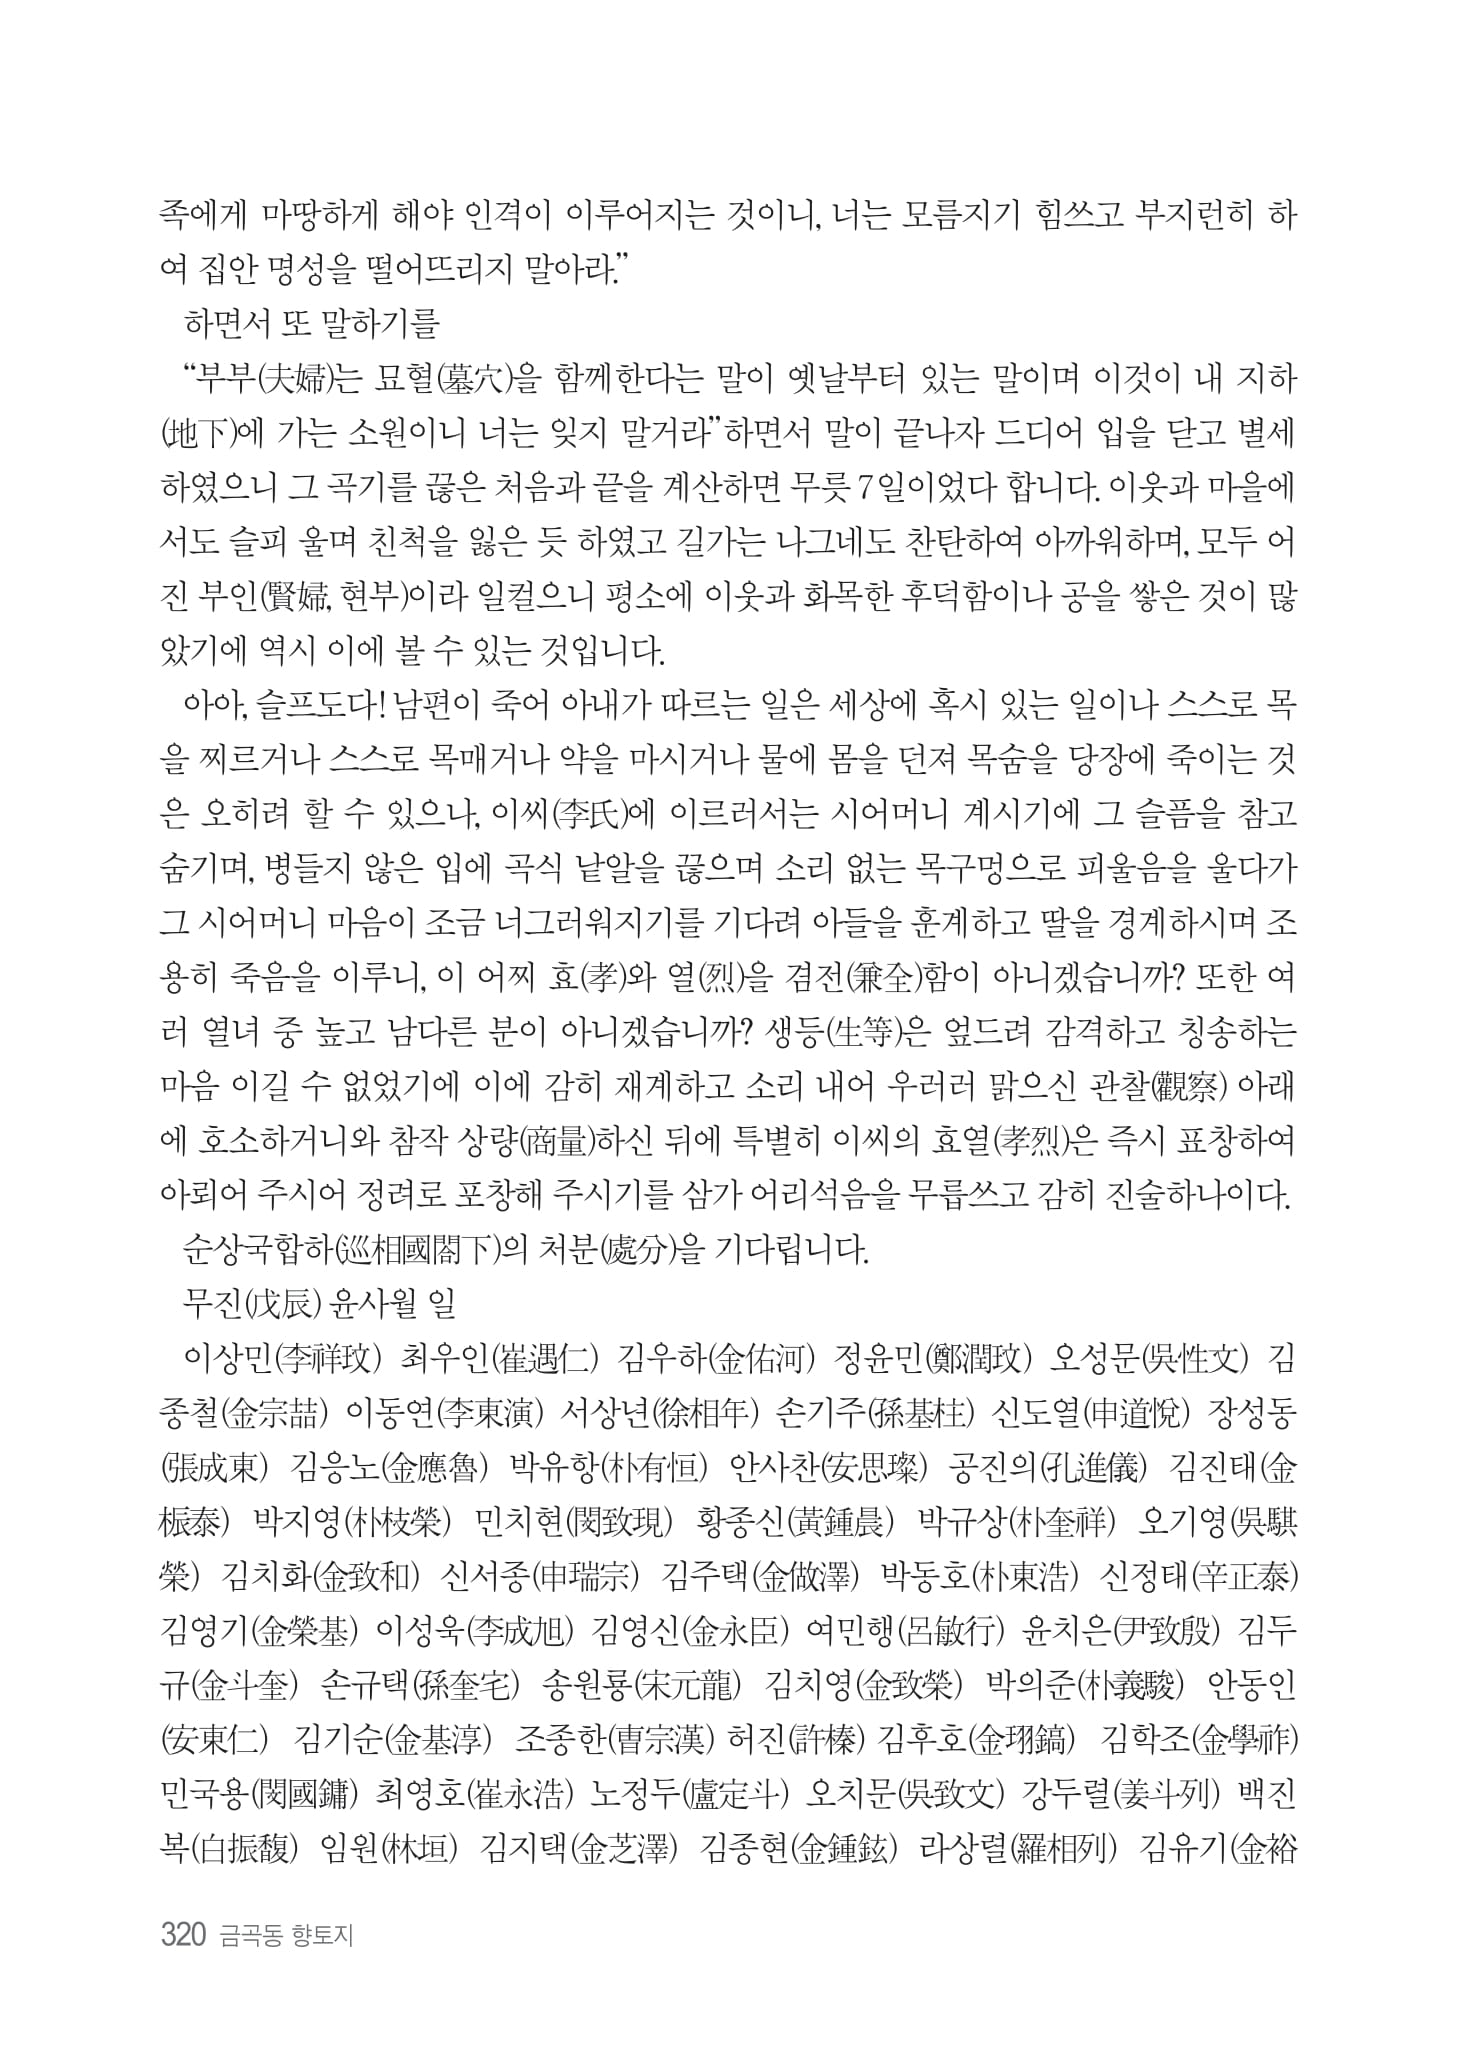 족에게 마땅하게 해야 인격이 이루어지는 것이니, 너는 모름지기 힘쓰고 부지런히 하
여 집안 명성을 떨어뜨리지 말아라.”
하면서 또 말하기를
“부부(夫婦)는 묘혈(墓穴)을 함께한다는 말이 옛날부터 있는 말이며 이것이 내 지하
(地下)에 가는 소원이니 너는 잊지 말거라”하면서 말이 끝나자 드디어 입을 닫고 별세
하였으니 그 곡기를 끊은 처음과 끝을 계산하면 무릇 7일이었다 합니다. 이웃과 마을에
서도 슬피 울며 친척을 잃은 듯 하였고 길가는 나그네도 찬탄하여 아까워하며, 모두 어
진 부인(賢婦, 현부)이라 일컬으니 평소에 이웃과 화목한 후덕함이나 공을 쌓은 것이 많
았기에 역시 이에 볼 수 있는 것입니다.
아아, 슬프도다! 남편이 죽어 아내가 따르는 일은 세상에 혹시 있는 일이나 스스로 목
을 찌르거나 스스로 목매거나 약을 마시거나 물에 몸을 던져 목숨을 당장에 죽이는 것
은 오히려 할 수 있으나, 이씨(李氏)에 이르러서는 시어머니 계시기에 그 슬픔을 참고
숨기며, 병들지 않은 입에 곡식 낱알을 끊으며 소리 없는 목구멍으로 피울음을 울다가
그 시어머니 마음이 조금 너그러워지기를 기다려 아들을 훈계하고 딸을 경계하시며 조
용히 죽음을 이루니, 이 어찌 효(孝)와 열(烈)을 겸전(兼全)함이 아니겠습니까? 또한 여
러 열녀 중 높고 남다른 분이 아니겠습니까? 생등(生等)은 엎드려 감격하고 칭송하는
마음 이길 수 없었기에 이에 감히 재계하고 소리 내어 우러러 맑으신 관찰(觀察) 아래
에 호소하거니와 참작 상량(商量)하신 뒤에 특별히 이씨의 효열(孝烈)은 즉시 표창하여
아뢰어 주시어 정려로 포창해 주시기를 삼가 어리석음을 무릅쓰고 감히 진술하나이다.
순상국합하(巡相國閤下)의 처분(處分)을 기다립니다.
무진(戊辰) 윤사월 일
이상민(李祥玟) 최우인(崔遇仁) 김우하(金佑河) 정윤민(鄭潤玟) 오성문(吳性文) 김
종철(金宗喆) 이동연(李東演) 서상년(徐相年) 손기주(孫基柱) 신도열(申道悅) 장성동
(張成東) 김응노(金應魯) 박유항(朴有恒) 안사찬(安思璨) 공진의(孔進儀) 김진태(金
桭泰) 박지영(朴枝榮) 민치현(閔致現) 황종신(黃鍾晨) 박규상(朴奎祥) 오기영(吳騏
榮) 김치화(金致和) 신서종(申瑞宗) 김주택(金做澤) 박동호(朴東浩) 신정태(辛正泰)
김영기(金榮基) 이성욱(李成旭) 김영신(金永臣) 여민행(呂敏行) 윤치은(尹致殷) 김두
규(金斗奎) 손규택(孫奎宅) 송원룡(宋元龍) 김치영(金致榮) 박의준(朴義駿) 안동인
(安東仁) 김기순(金基淳) 조종한(曺宗漢) 허진(許榛) 김후호(金珝鎬) 김학조(金學祚)
민국용(閔國鏞) 최영호(崔永浩) 노정두(盧定斗) 오치문(吳致文) 강두렬(姜斗列) 백진
복(白振馥) 임원(林垣) 김지택(金芝澤) 김종현(金鍾鉉) 라상렬(羅相列) 김유기(金裕
320 금곡동 향토지